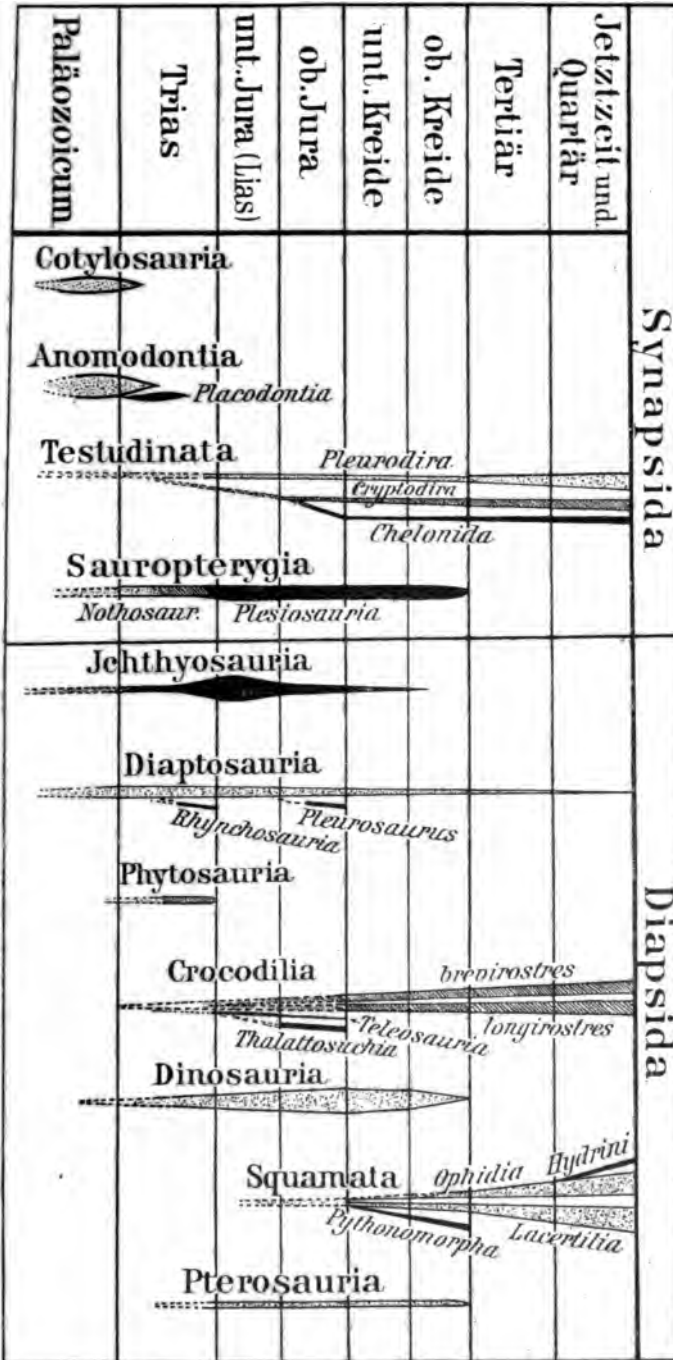 Paläozoicum
Trias
unt. Jura (Lias)
ob. Jura
unt. Kreide
ob. Kreide
Tertiär
Jetztzeit und.
Quartär
Synapsida
Cotylosauria
Anomodontia
Placodontia
Testudinata
Pleurodira
Cryptodira
Chelonida
Sauropterygia
Nothosaur.
Plesiosauria
Diapsida
Jchthyosauria
Diaptosauria
Rhynchosauria
Pleurosaurus
Phytosauria
Crocodilia
brevirostres
Teleosauria
longirostres
Thalattosuchia
Dinosauria
Squamata
Ophidia
Hydrini
Pythonomorpha
Lacertilia
Pterosauria